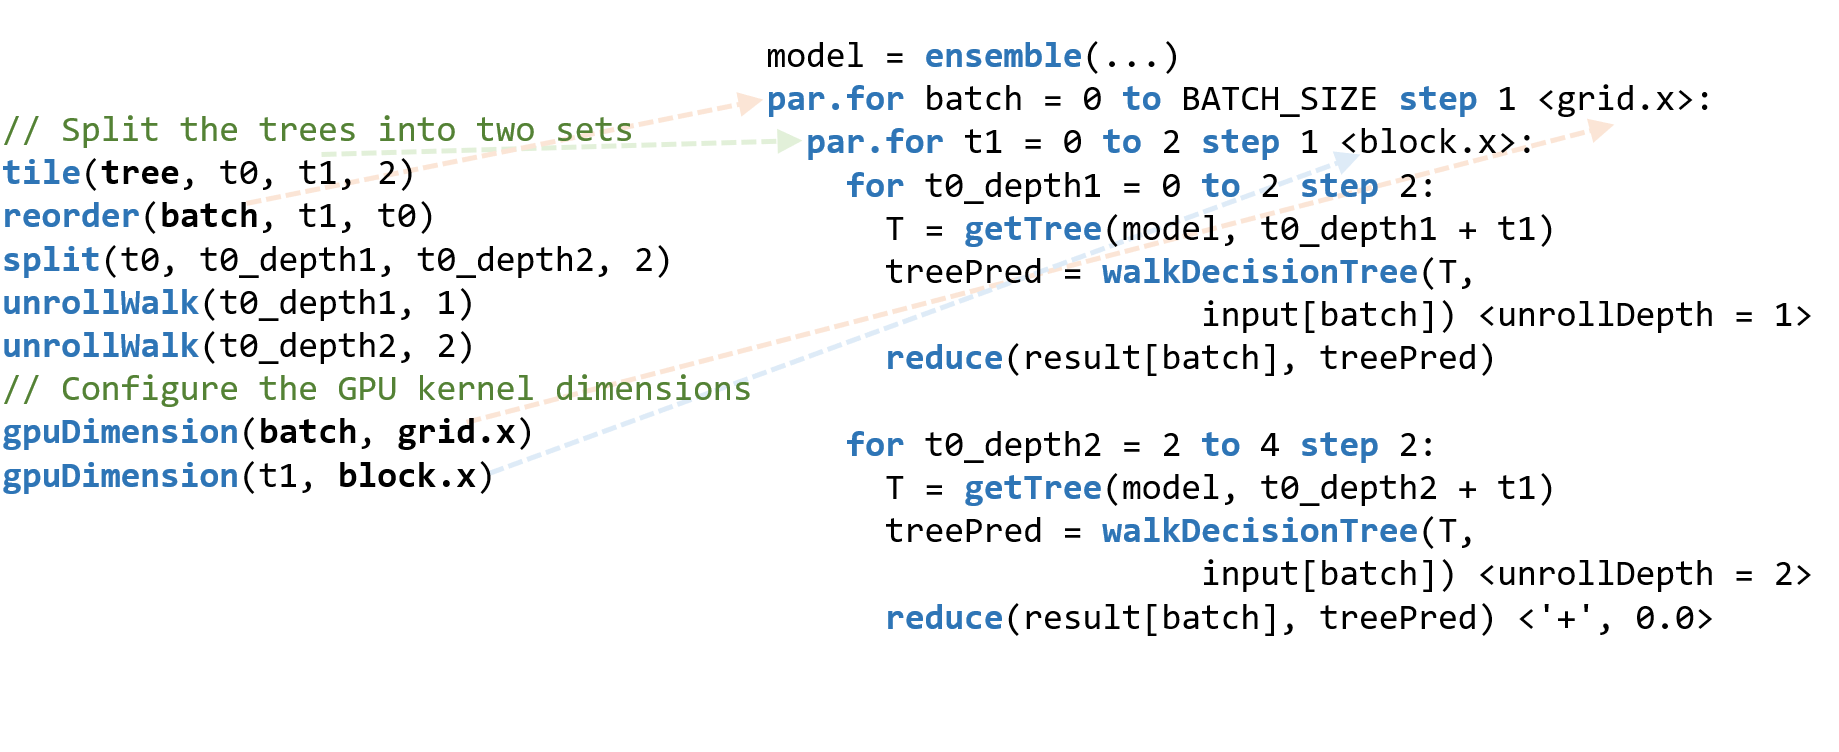 // Split the trees into two sets
tile(tree, t0, t1, 2)
reorder(batch, t1, t0)
split(t0, t0_depth1, t0_depth2, 2)
unrollWalk(t0_depth1, 1)
unrollWalk(t0_depth2, 2)
// Configure the GPU kernel dimensions
gpuDimension(batch, grid.x)
gpuDimension(t1, block.x)
model = ensemble(...)
par.for batch = 0 to BATCH_SIZE step 1 <grid.x>:
par.for t1 = 0 to 2 step 1 <block.x>:
for t0_depth1 = 0 to 2 step 2:
T = getTree(model, t0_depth1 + t1)
treePred = walkDecisionTree(T,
input[batch]) <unrollDepth = 1>
reduce(result[batch], treePred)
for t0_depth2 = 2 to 4 step 2:
T = getTree(model, t0_depth2 + t1)
treePred = walkDecisionTree(T,
input[batch]) <unrollDepth = 2>
reduce(result[batch], treePred) <'+', 0.0>